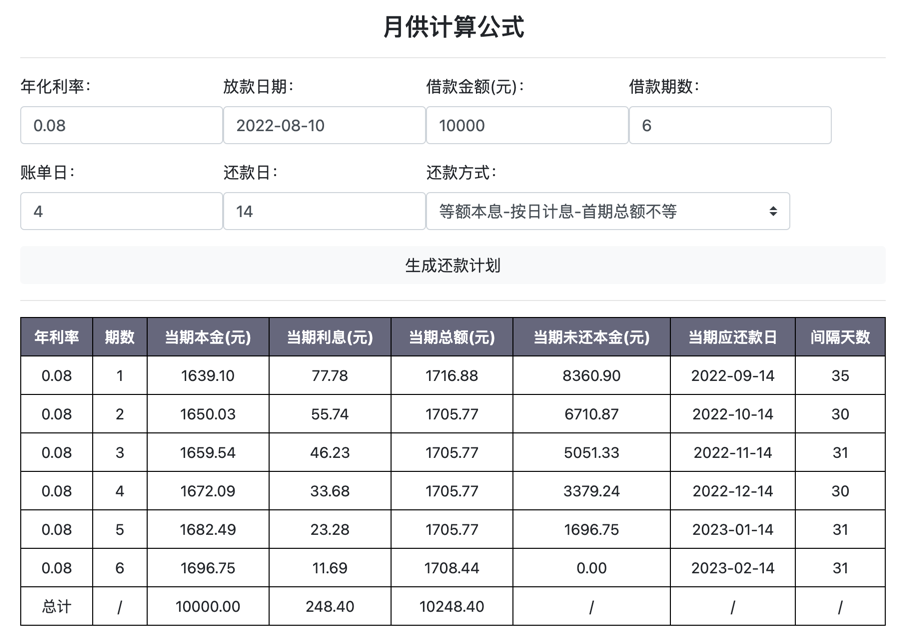 月供计算公式
年化利率: 放款日期: 借款金额(元): 借款期数:
0.08 2022-08-10 10000 6
账单日: 还款日: 还款方式:
4 14 等额本息-按日计息-首期总额不等
生成还款计划
年利率 期数 当期本金(元) 当期利息(元) 当期总额(元) 当期未还本金(元) 当期应还款日 间隔天数
0.08 1 1639.10 77.78 1716.88 8360.90 2022-09-14 35
0.08 2 1650.03 55.74 1705.77 6710.87 2022-10-14 30
0.08 3 1659.54 46.23 1705.77 5051.33 2022-11-14 31
0.08 4 1672.09 33.68 1705.77 3379.24 2022-12-14 30
0.08 5 1682.49 23.28 1705.77 1696.75 2023-01-14 31
0.08 6 1696.75 11.69 1708.44 0.00 2023-02-14 31
总计 / 10000.00 248.40 10248.40 / / /